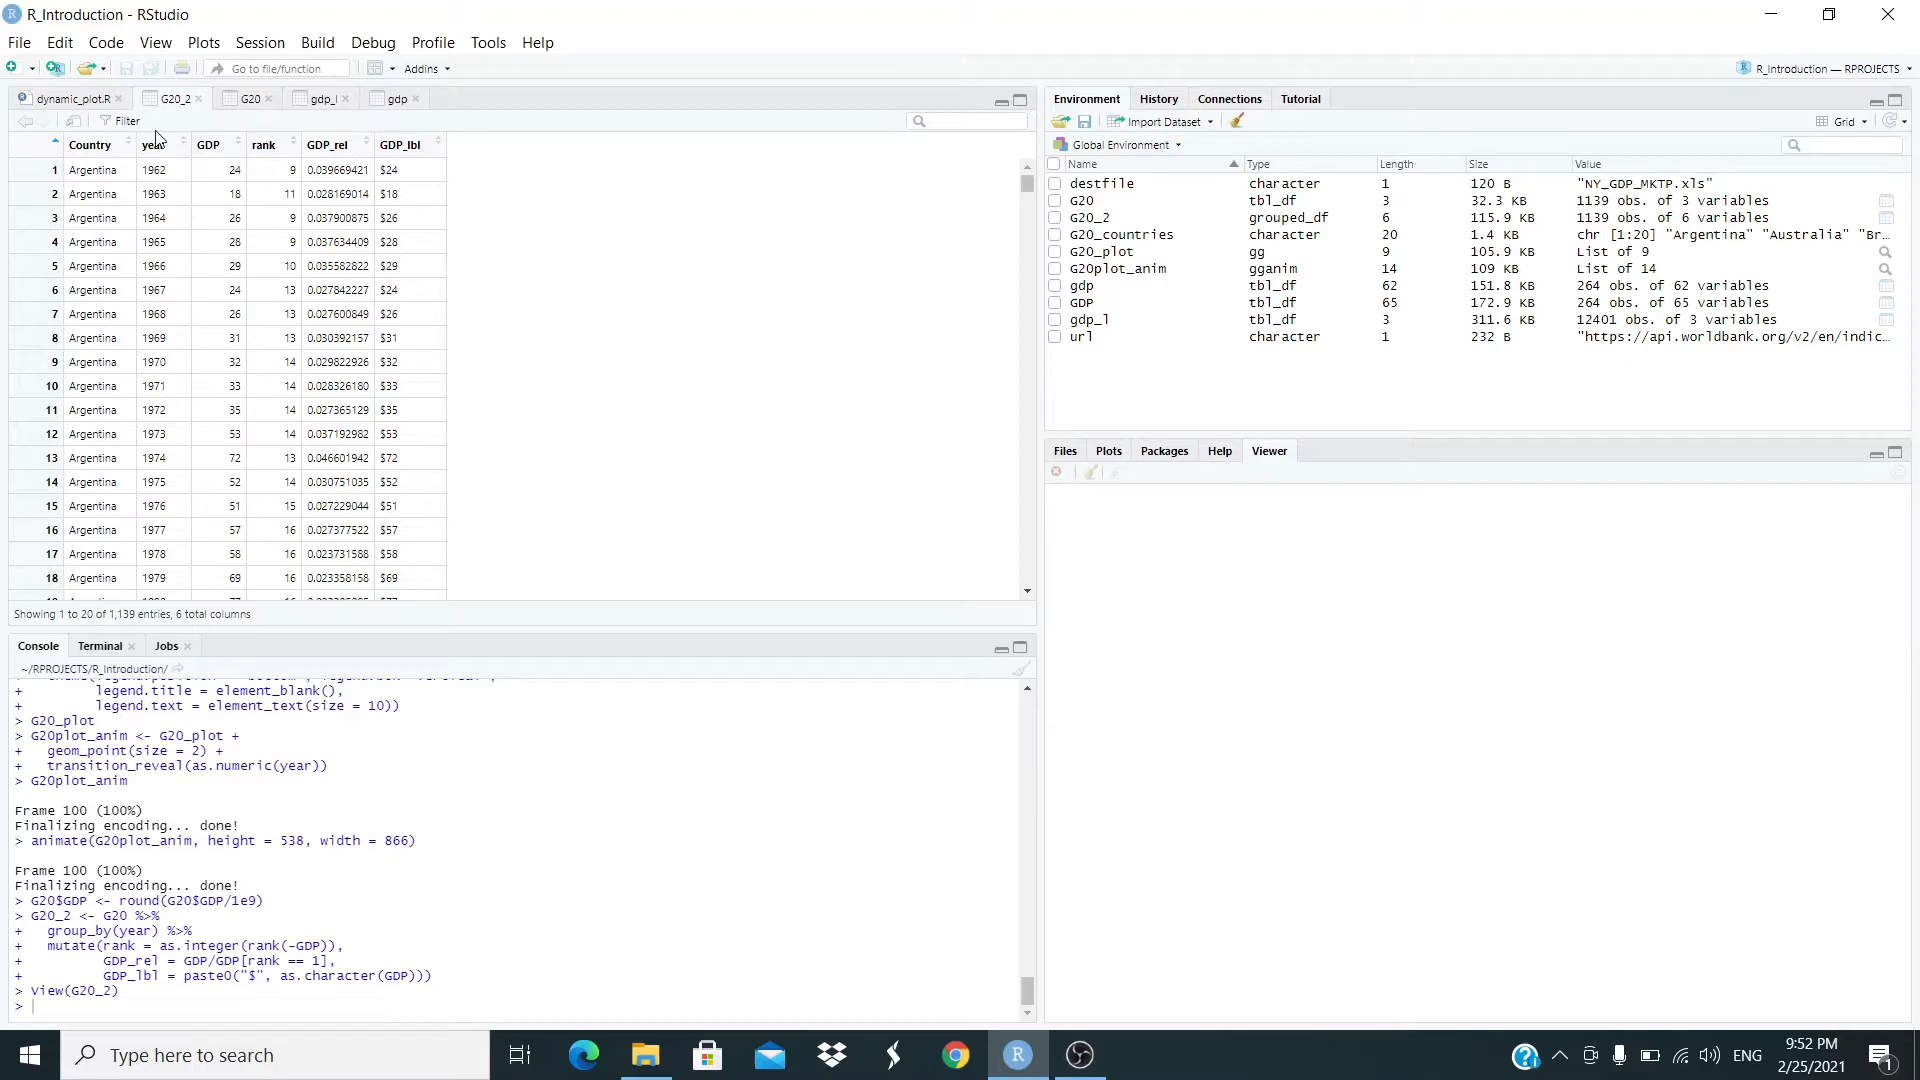 R_Introduction - RStudio
File Edit Code View Plots Session Build Debug Profile Tools Help
Go to file/function Addins
R_Introduction — RPROJECTS
dynamic_plot.R G20_2 G20 gdp_l gdp
Filter
Country year GDP rank GDP_rel GDP_lbl
1 Argentina 1962 24 9 0.039669421 $24
2 Argentina 1963 18 11 0.028169014 $18
3 Argentina 1964 26 9 0.037900875 $26
4 Argentina 1965 28 9 0.037634409 $28
5 Argentina 1966 29 10 0.035582822 $29
6 Argentina 1967 24 13 0.027842227 $24
7 Argentina 1968 26 13 0.027600849 $26
8 Argentina 1969 31 13 0.030392157 $31
9 Argentina 1970 32 14 0.029822926 $32
10 Argentina 1971 33 14 0.028326180 $33
11 Argentina 1972 35 14 0.027365129 $35
12 Argentina 1973 53 14 0.037192982 $53
13 Argentina 1974 72 13 0.046601942 $72
14 Argentina 1975 52 14 0.030751035 $52
15 Argentina 1976 51 15 0.027229044 $51
16 Argentina 1977 57 16 0.027377522 $57
17 Argentina 1978 58 16 0.023731588 $58
18 Argentina 1979 69 16 0.023358158 $69
Showing 1 to 20 of 1,139 entries, 6 total columns
Console Terminal Jobs
~/RPROJECTS/R_Introduction/
+ legend.title = element_blank(),
+ legend.text = element_text(size = 10))
> G20_plot
> G20plot_anim <- G20_plot +
+ geom_point(size = 2) +
+ transition_reveal(as.numeric(year))
> G20plot_anim
Frame 100 (100%)
Finalizing encoding... done!
> animate(G20plot_anim, height = 538, width = 866)
Frame 100 (100%)
Finalizing encoding... done!
> G20$GDP <- round(G20$GDP/1e9)
> G20_2 <- G20 %>%
+ group_by(year) %>%
+ mutate(rank = as.integer(rank(-GDP)),
+ GDP_rel = GDP/GDP[rank == 1],
+ GDP_lbl = paste0("$", as.character(GDP)))
> View(G20_2)
>
Environment History Connections Tutorial
Import Dataset Grid
Global Environment
Name Type Length Size Value
destfile character 1 120 B "NY_GDP_MKTP.xls"
G20 tbl_df 3 32.3 KB 1139 obs. of 3 variables
G20_2 grouped_df 6 115.9 KB 1139 obs. of 6 variables
G20_countries character 20 1.4 KB chr [1:20] "Argentina" "Australia" "Br…
G20_plot gg 9 105.9 KB List of 9
G20plot_anim gganim 14 109 KB List of 14
gdp tbl_df 62 151.8 KB 264 obs. of 62 variables
GDP tbl_df 65 172.9 KB 264 obs. of 65 variables
gdp_l tbl_df 3 311.6 KB 12401 obs. of 3 variables
url character 1 232 B "https://api.worldbank.org/v2/en/indic…
Files Plots Packages Help Viewer
Type here to search
ENG
9:52 PM
2/25/2021
1